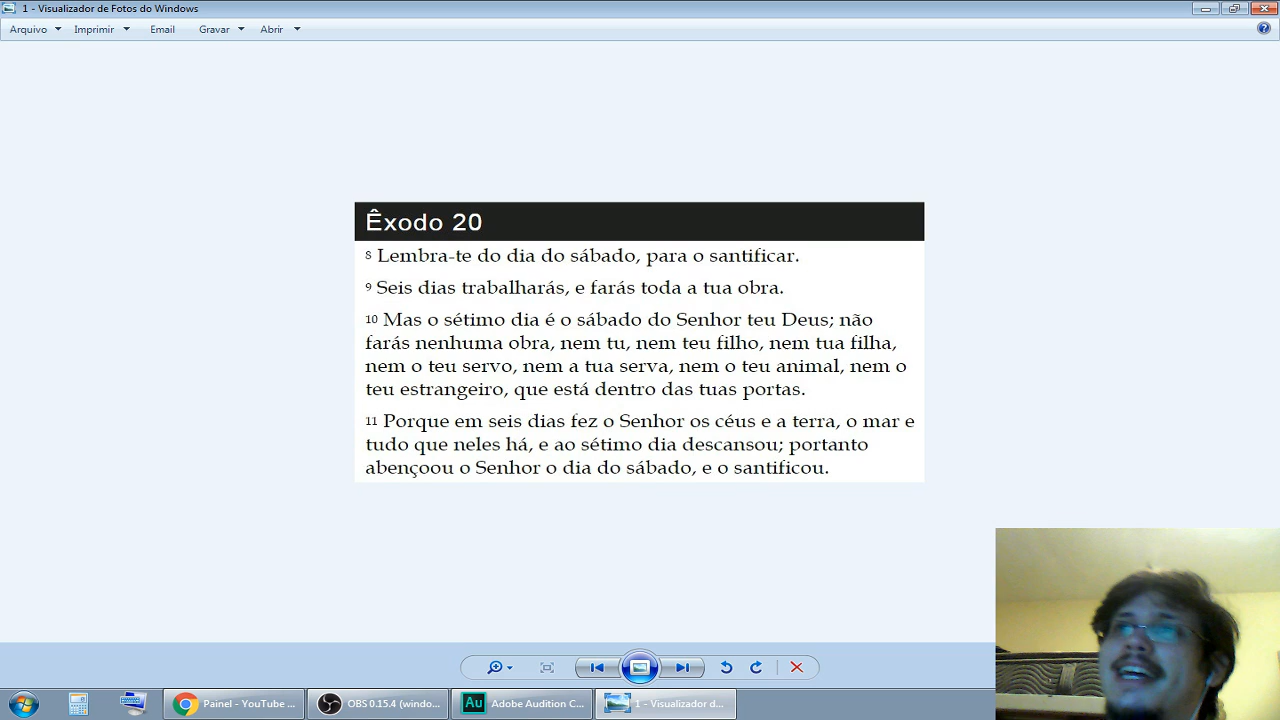 1 - Visualizador de Fotos do Windows
Arquivo Imprimir Email Gravar Abrir
Êxodo 20
8 Lembra-te do dia do sábado, para o santificar.
9 Seis dias trabalharás, e farás toda a tua obra.
10 Mas o sétimo dia é o sábado do Senhor teu Deus; não
farás nenhuma obra, nem tu, nem teu filho, nem tua filha,
nem o teu servo, nem a tua serva, nem o teu animal, nem o
teu estrangeiro, que está dentro das tuas portas.
11 Porque em seis dias fez o Senhor os céus e a terra, o mar e
tudo que neles há, e ao sétimo dia descansou; portanto
abençoou o Senhor o dia do sábado, e o santificou.
Painel - YouTube ... OBS 0.15.4 (windo... Au Adobe Audition C... 1 - Visualizador d...